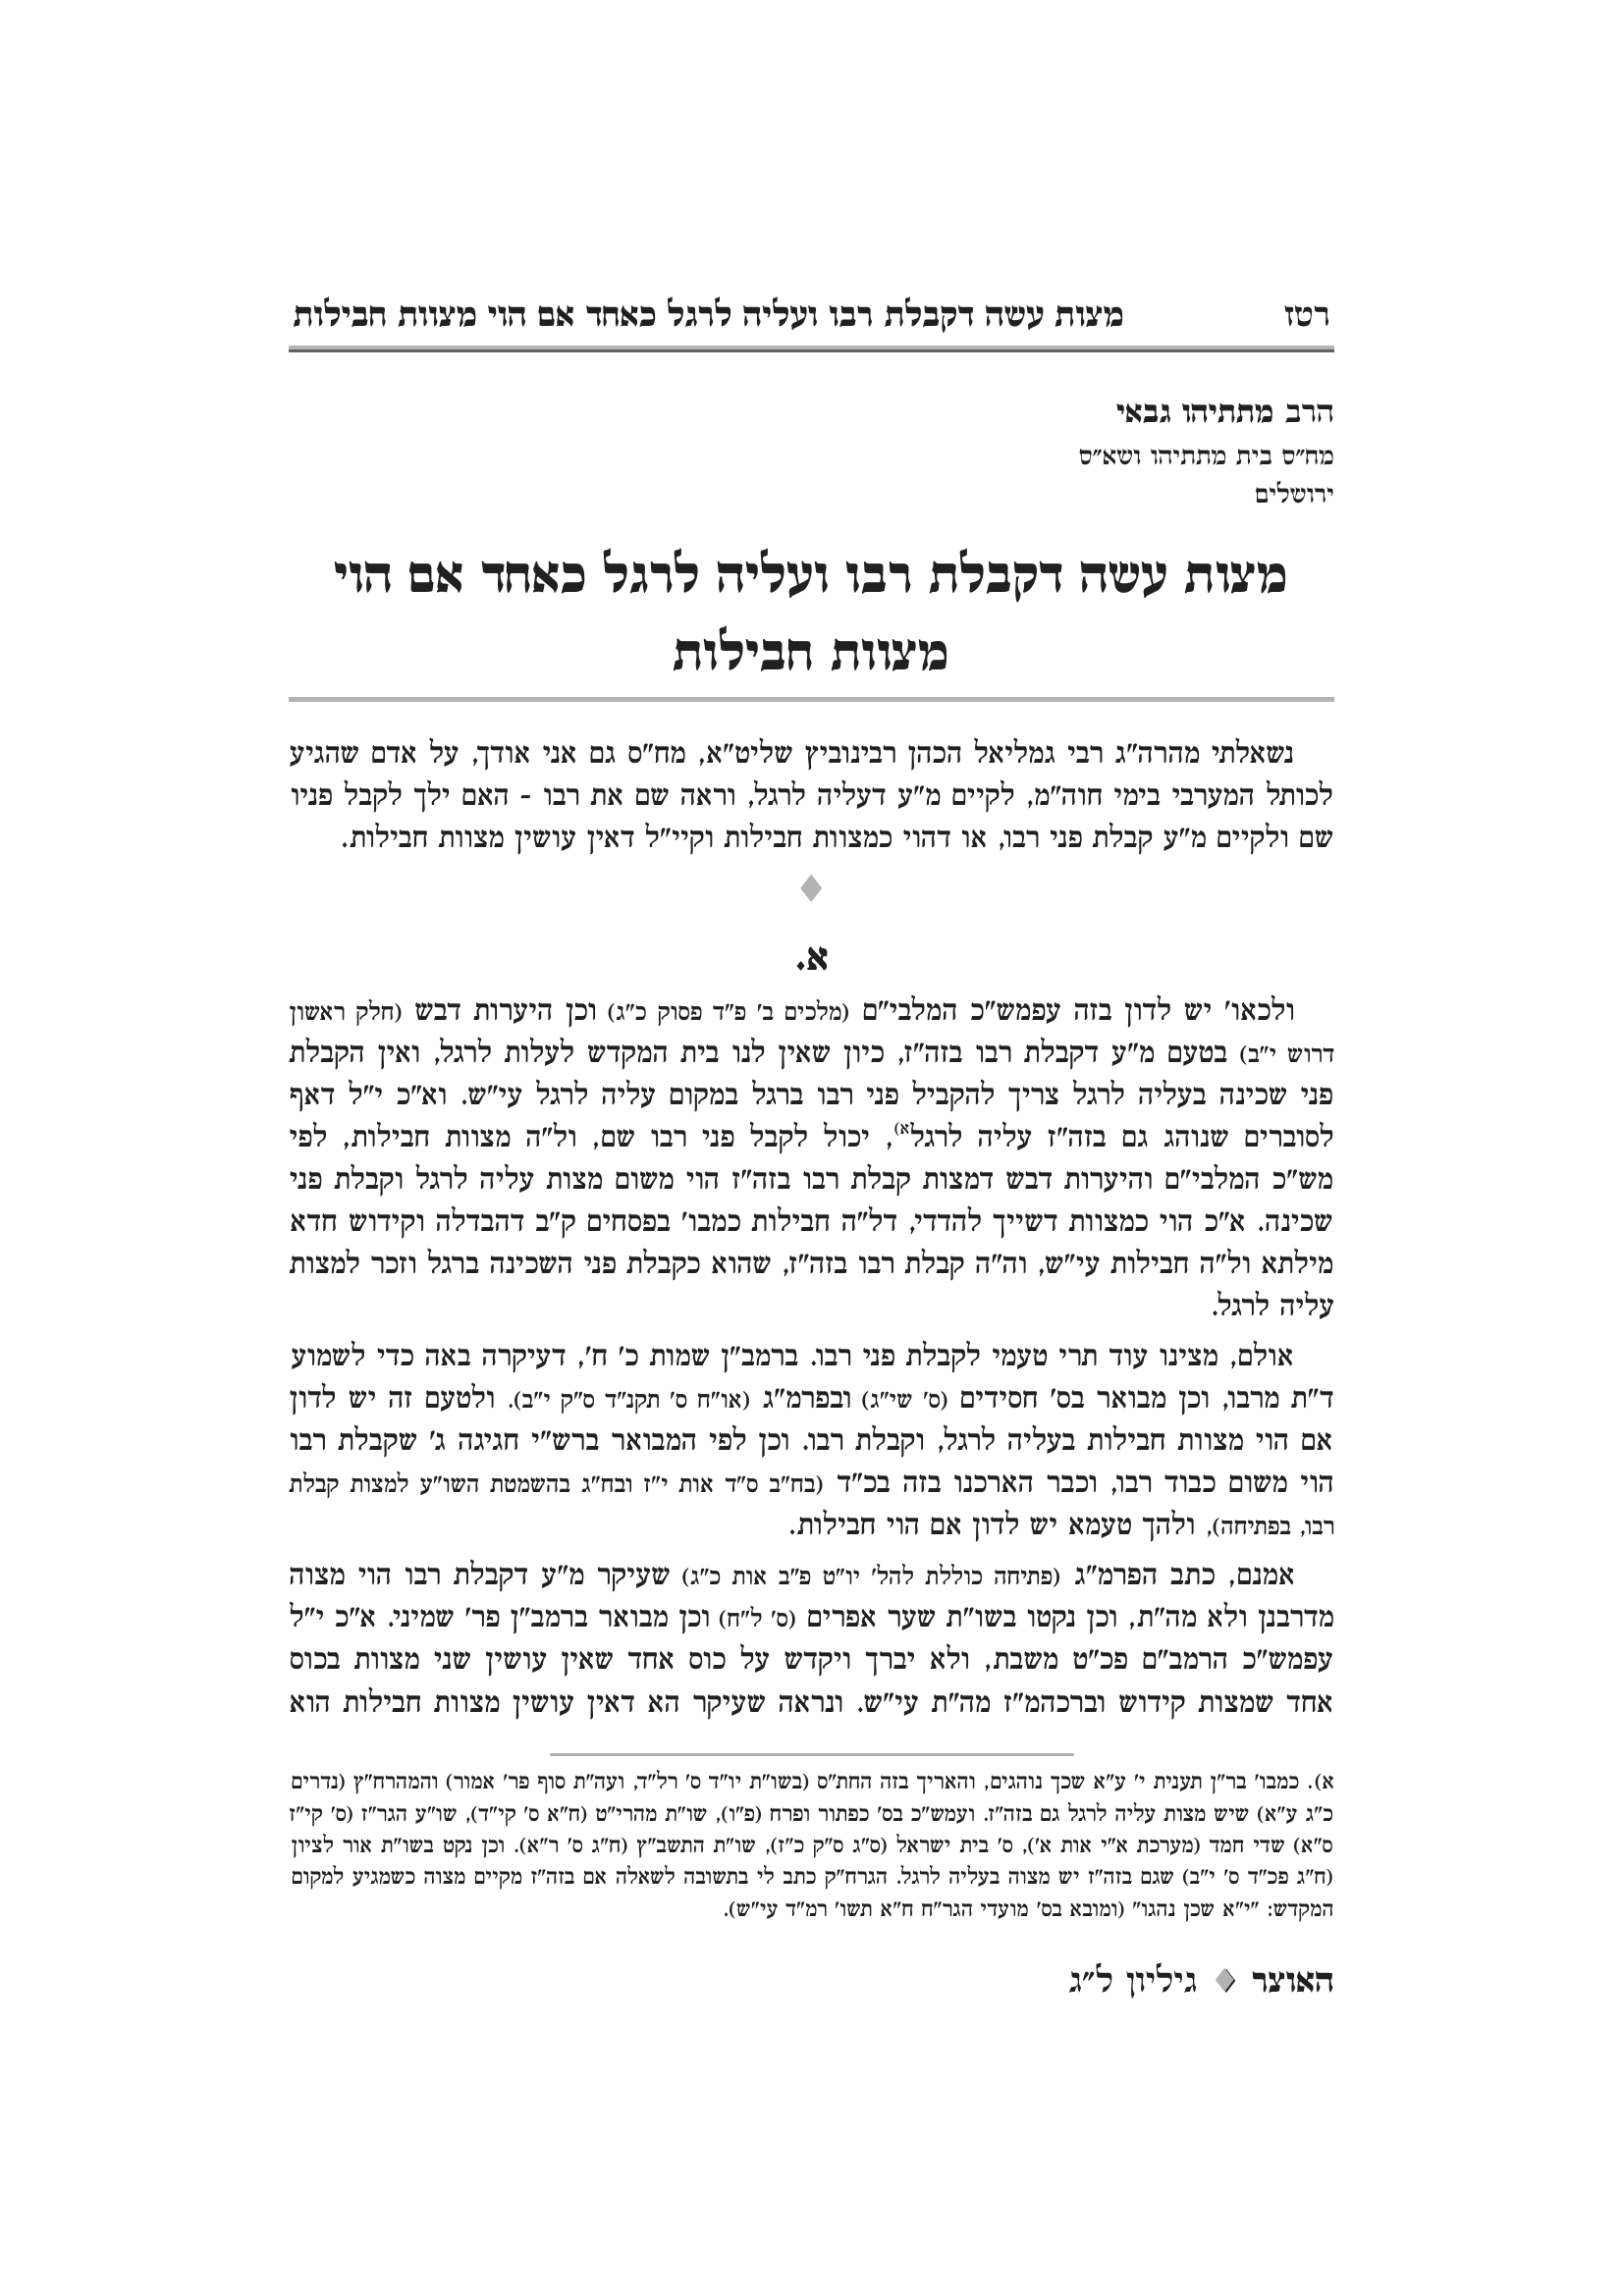 רטז מצות עשה דקבלת רבו ועליה לרגל כאחד אם הוי מצוות חבילות
הרב מתתיהו גבאי
מח״ס בית מתתיהו ושא״ס
ירושלים
מצות עשה דקבלת רבו ועליה לרגל כאחד אם הוי
מצוות חבילות
נשאלתי מהרה״ג רבי גמליאל הכהן רבינוביץ שליט״א, מח״ס גם אני אודך, על אדם שהגיע
לכותל המערבי בימי חוה״מ, לקיים מ״ע דעליה לרגל, וראה שם את רבו - האם ילך לקבל פניו
שם ולקיים מ״ע קבלת פני רבו, או דהוי כמצוות חבילות וקיי״ל דאין עושין מצוות חבילות.
א.
ולכאו׳ יש לדון בזה עפמש״כ המלבי״ם (מלכים ב׳ פ״ד פסוק כ״ג) וכן היערות דבש (חלק ראשון
דרוש י״ב) בטעם מ״ע דקבלת רבו בזה״ז, כיון שאין לנו בית המקדש לעלות לרגל, ואין הקבלת
פני שכינה בעליה לרגל צריך להקביל פני רבו ברגל במקום עליה לרגל עי״ש. וא״כ י״ל דאף
לסוברים שנוהג גם בזה״ז עליה לרגלא), יכול לקבל פני רבו שם, ול״ה מצוות חבילות, לפי
מש״כ המלבי״ם והיערות דבש דמצות קבלת רבו בזה״ז הוי משום מצות עליה לרגל וקבלת פני
שכינה. א״כ הוי כמצוות דשייך להדדי, דל״ה חבילות כמבו׳ בפסחים ק״ב דהבדלה וקידוש חדא
מילתא ול״ה חבילות עי״ש, וה״ה קבלת רבו בזה״ז, שהוא כקבלת פני השכינה ברגל וזכר למצות
עליה לרגל.
אולם, מצינו עוד תרי טעמי לקבלת פני רבו. ברמב״ן שמות כ׳ ח׳, דעיקרה באה כדי לשמוע
ד״ת מרבו, וכן מבואר בס׳ חסידים (ס׳ שי״ג) ובפרמ״ג (או״ח ס׳ תקנ״ד ס״ק י״ב). ולטעם זה יש לדון
אם הוי מצוות חבילות בעליה לרגל, וקבלת רבו. וכן לפי המבואר ברש״י חגיגה ג׳ שקבלת רבו
הוי משום כבוד רבו, וכבר הארכנו בזה בכ״ד (בח״ב ס״ד אות י״ז ובח״ג בהשמטת השו״ע למצות קבלת
רבו, בפתיחה), ולהך טעמא יש לדון אם הוי חבילות.
אמנם, כתב הפרמ״ג (פתיחה כוללת להל׳ יו״ט פ״ב אות כ״ג) שעיקר מ״ע דקבלת רבו הוי מצוה
מדרבנן ולא מה״ת, וכן נקטו בשו״ת שער אפרים (ס׳ ל״ח) וכן מבואר ברמב״ן פר׳ שמיני. א״כ י״ל
עפמש״כ הרמב״ם פכ״ט משבת, ולא יברך ויקדש על כוס אחד שאין עושין שני מצוות בכוס
אחד שמצות קידוש וברכהמ״ז מה״ת עי״ש. ונראה שעיקר הא דאין עושין מצוות חבילות הוא
א). כמבו׳ בר״ן תענית י׳ ע״א שכך נוהגים, והאריך בזה החת״ס (בשו״ת יו״ד ס׳ רל״ד, ועה״ת סוף פר׳ אמור) והמהרח״ץ (נדרים
כ״ג ע״א) שיש מצות עליה לרגל גם בזה״ז. ועמש״כ בס׳ כפתור ופרח (פ״ו), שו״ת מהרי״ט (ח״א ס׳ קי״ד), שו״ע הגר״ז (ס׳ קי״ז
ס״א) שדי חמד (מערכת א״י אות א׳), ס׳ בית ישראל (ס״ג ס״ק כ״ז), שו״ת התשב״ץ (ח״ג ס׳ ר״א). וכן נקט בשו״ת אור לציון
(ח״ג פכ״ד ס׳ י״ב) שגם בזה״ז יש מצוה בעליה לרגל. הגרח״ק כתב לי בתשובה לשאלה אם בזה״ז מקיים מצוה כשמגיע למקום
המקדש: ״י״א שכן נהגו״ (ומובא בס׳ מועדי הגר״ח ח״א תשו׳ רמ״ד עי״ש).
האוצר ♦ גיליון ל״ג